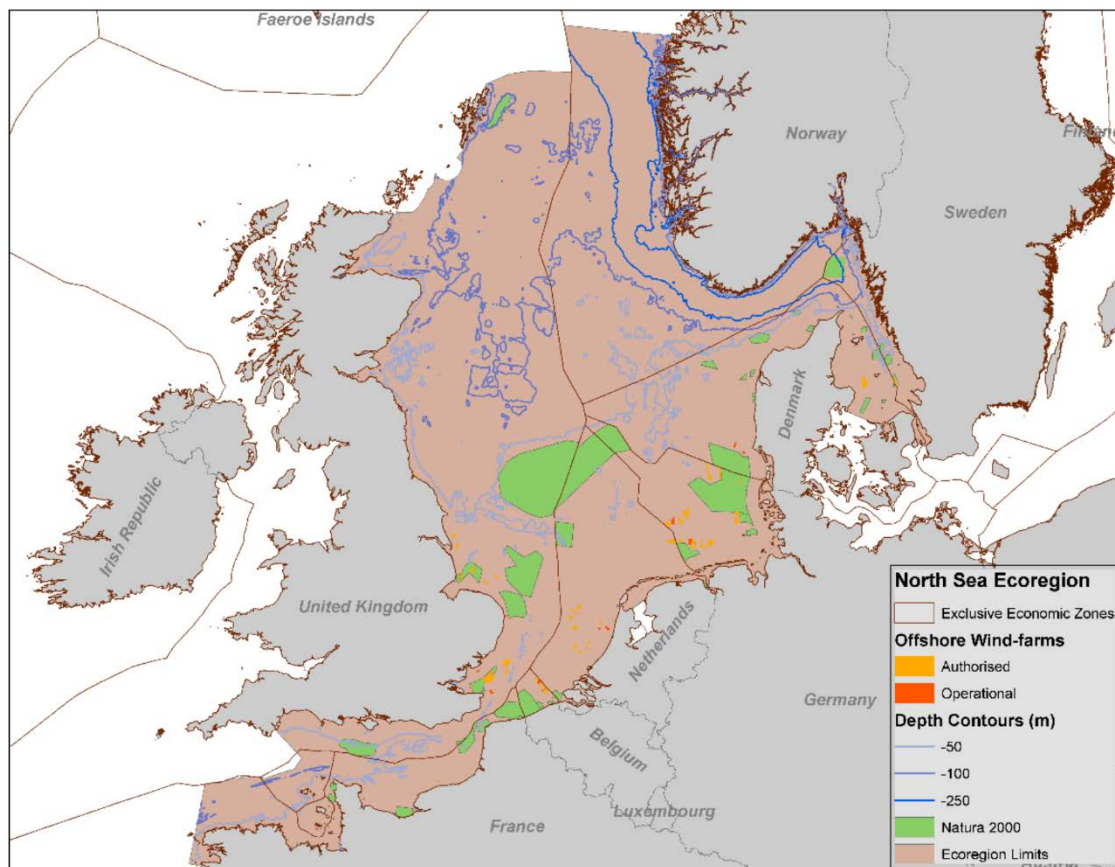 Faeroe Islands
Norway
Finland
Sweden
Denmark
Irish Republic
United Kingdom
Netherlands
Germany
Belgium
Luxembourg
France
North Sea Ecoregion
Exclusive Economic Zones
Offshore Wind-farms
Authorised
Operational
Depth Contours (m)
-50
-100
-250
Natura 2000
Ecoregion Limits